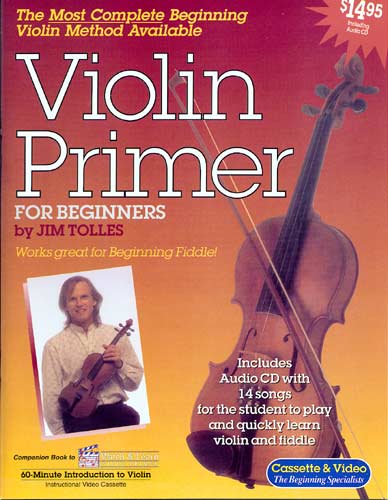 The Most Complete Beginning
Violin Method Available
$14.95
Including
Audio CD
Violin
Primer
FOR BEGINNERS
by JIM TOLLES
Works great for Beginning Fiddle!
Includes
Audio CD with
14 songs
for the student to play
and quickly learn
violin and fiddle
Companion Book to
Watch & Learn
60-Minute Introduction to Violin
Instructional Video Cassette
Cassette & Video
The Beginning Specialists